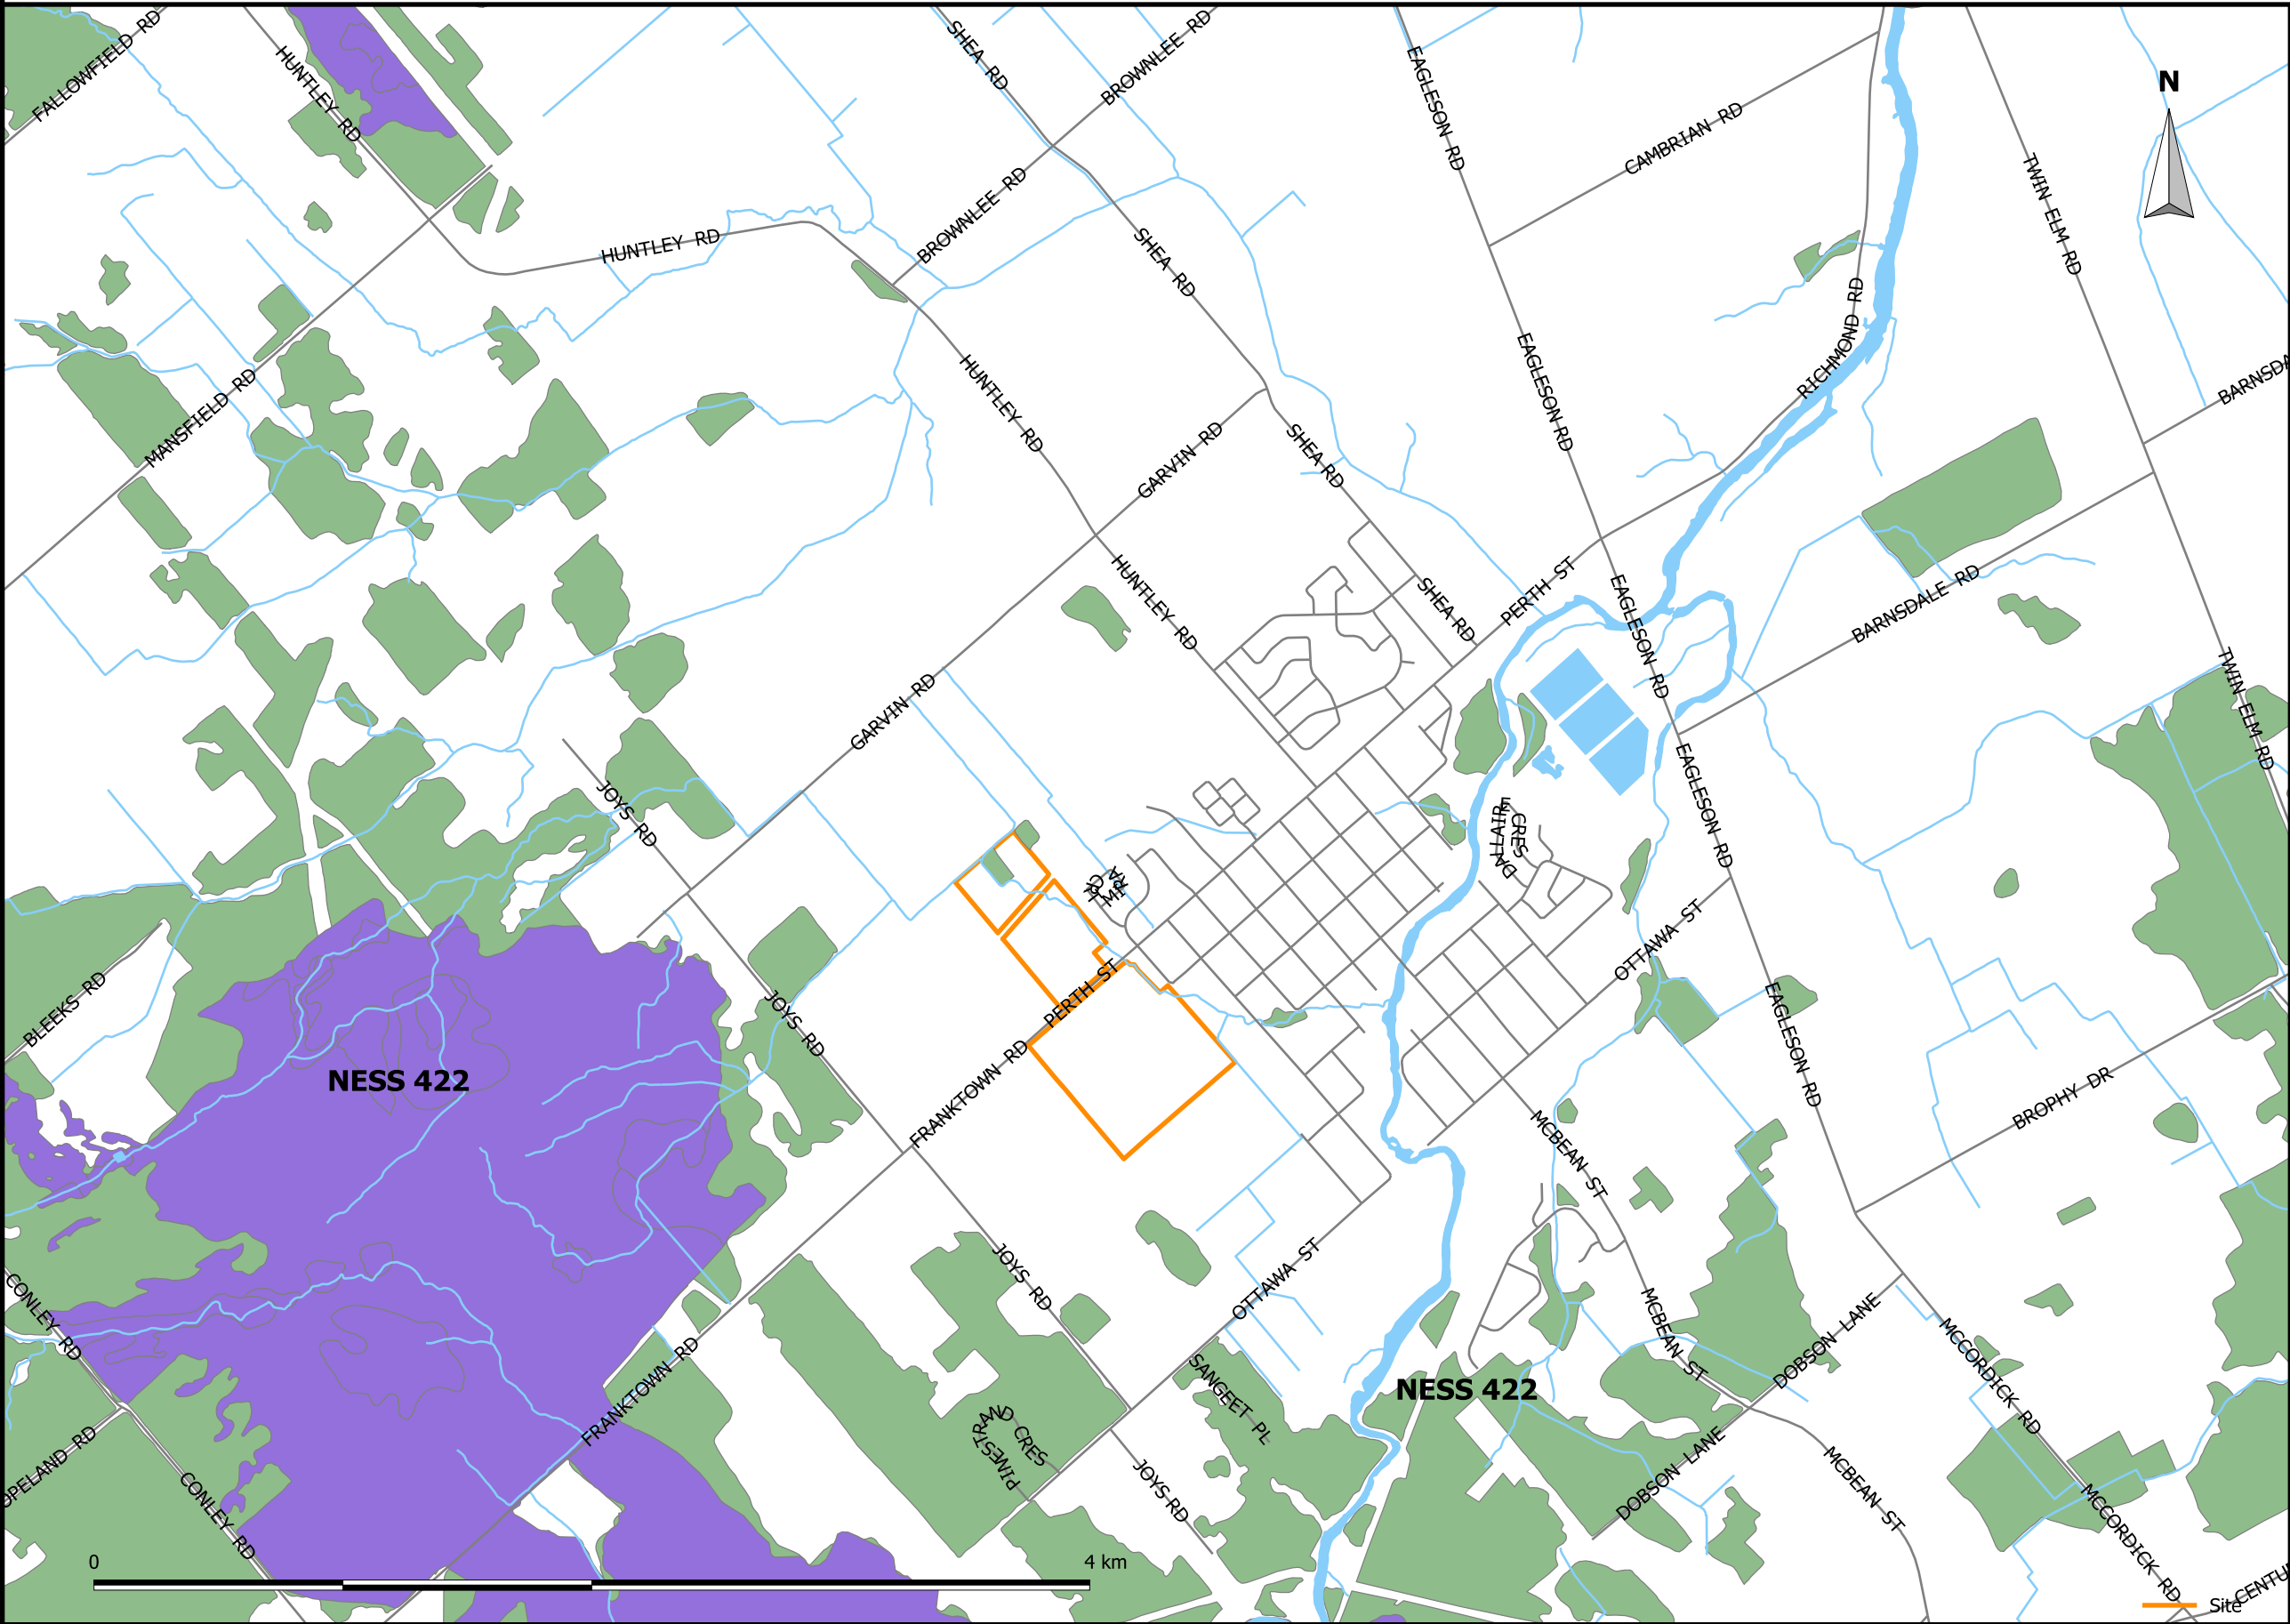 FALLOWFIELD RD
HUNTLEY RD
SHEA RD
BROWNLEE RD
EAGLESON RD
CAMBRIAN RD
N
TWIN ELM RD
HUNTLEY RD
BROWNLEE RD
SHEA RD
RICHMOND RD
EAGLESON RD
BARNSDA
MANSFIELD RD
HUNTLEY RD
GARVIN RD
SHEA RD
HUNTLEY RD
SHEA RD
PERTH ST
EAGLESON RD
BARNSDALE RD
TWIN ELM RD
GARVIN RD
EAGLESON RD
JOYS RD
DALLAIRE
CRES
OTTAWA ST
BLEEKS RD
JOYS RD
PERTH ST
EAGLESON RD
NESS 422
FRANKTOWN RD
BROPHY DR
MCBEAN ST
CONLEY RD
JOYS RD
OTTAWA ST
MCBEAN ST
DOBSON LANE
MCCORDICK RD
FRANKTOWN RD
SANGEET PL
NESS 422
PINESTRAND CRES
OPELAND RD
CONLEY RD
JOYS RD
DOBSON LANE
MCBEAN ST
MCCORDICK RD
0
4 km
CENTU
Site